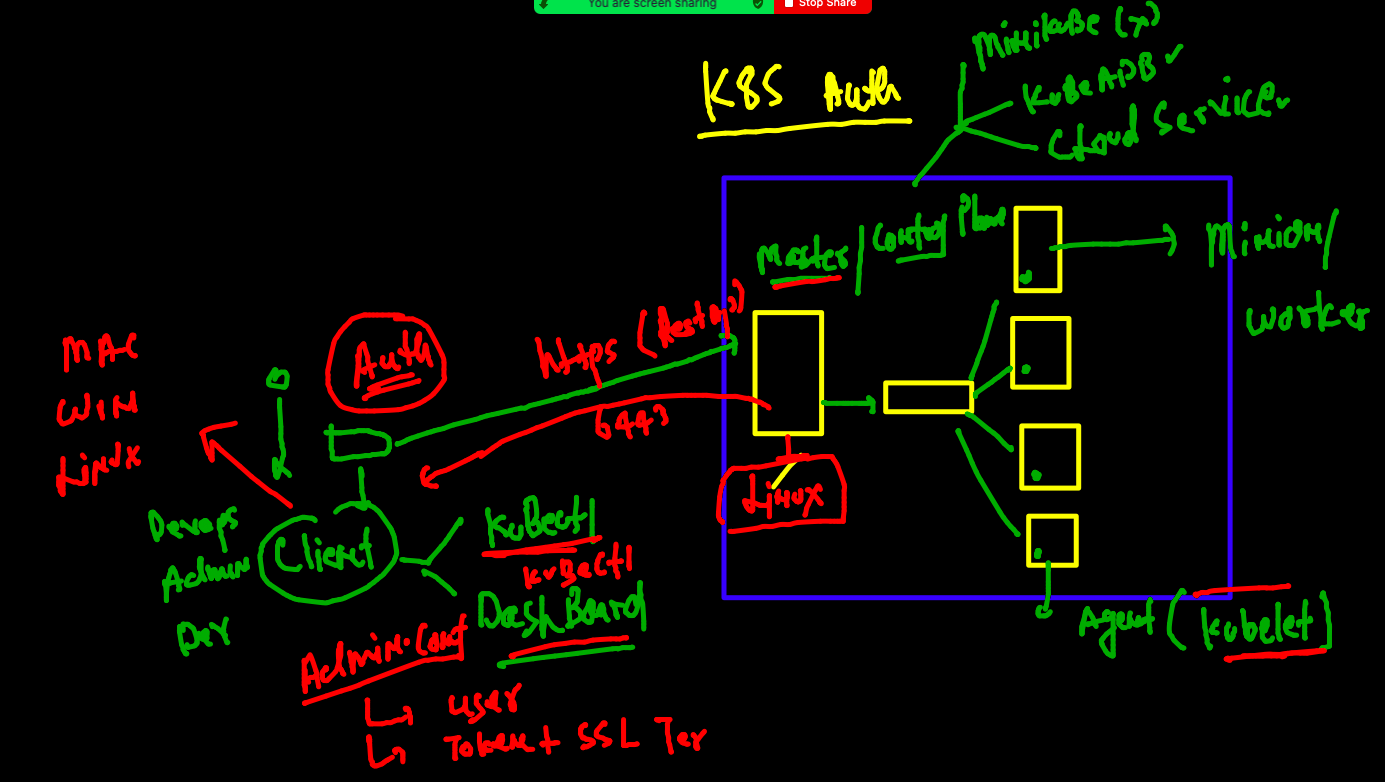 You are screen sharing
Stop Share
K8S Auth
Minikube (x)
KubeADB ✓
Cloud Service
Master / Control Plane
Minion/
Worker
MAC
WIN
Linux
Auth
https (Rest
6443
Linux
Devops
Admin
Dev
Client
Kubectl
kubectl
DashBoard
Admin.conf
user
Token + SSL
Agent (kubelet)